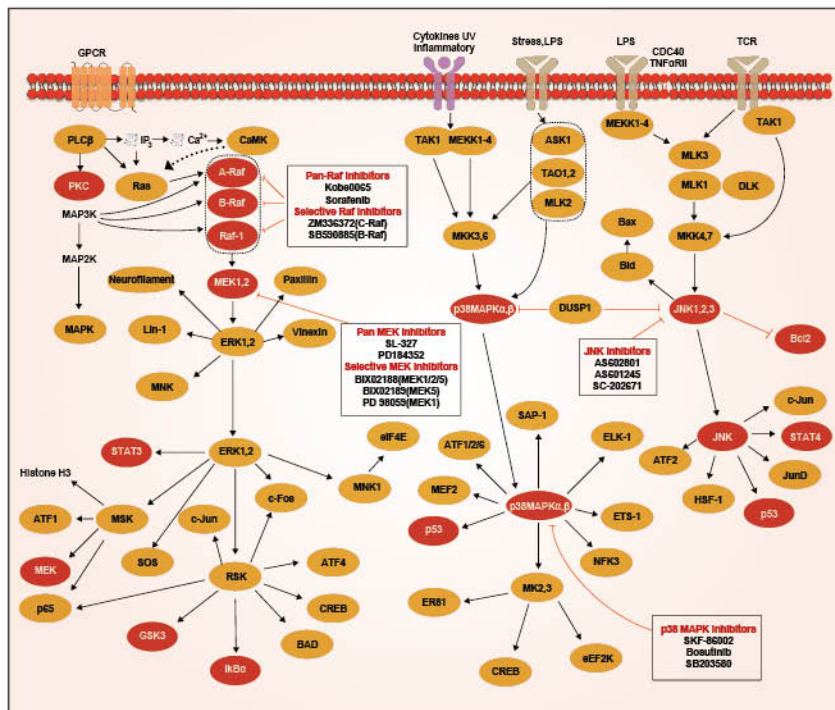 GPCR
Cytokines UV
Inflammatory
Stress,LPS
LPS
CDC40
TNFαRII
TCR
PLCβ
IP3
Ca2+
CaMK
PKC
Ras
MAP3K
MAP2K
MAPK
A-Raf
B-Raf
Raf-1
Pan-Raf Inhibitors
Kobe0065
Sorafenib
Selective Raf Inhibitors
ZM336372(C-Raf)
SB590885(B-Raf)
TAK1
MEKK1-4
ASK1
TAO1,2
MLK2
MKK3,6
MEKK1-4
TAK1
MLK3
MLK1
DLK
MKK4,7
Bax
Bid
MEK1,2
Neurofilament
Paxillin
Lin-1
ERK1,2
Vinexin
MNK
p38MAPKα,β
DUSP1
JNK1,2,3
Bcl2
Pan MEK Inhibitors
SL-327
PD184352
Selective MEK Inhibitors
BIX02188(MEK1/2/5)
BIX02189(MEK5)
PD 98059(MEK1)
JNK Inhibitors
AS602801
AS601245
SC-202671
STAT3
ERK1,2
eIF4E
MNK1
Histone H3
ATF1
MSK
MEK
p65
SOS
c-Jun
c-Fos
RSK
ATF4
CREB
BAD
GSK3
IkBα
SAP-1
ATF1/2/6
ELK-1
MEF2
p38MAPKα,β
p53
ETS-1
NFK3
MK2,3
ER81
CREB
eEF2K
c-Jun
JNK
STAT4
ATF2
JunD
HSF-1
p53
p38 MAPK Inhibitors
SKF-86002
Bosutinib
SB203580